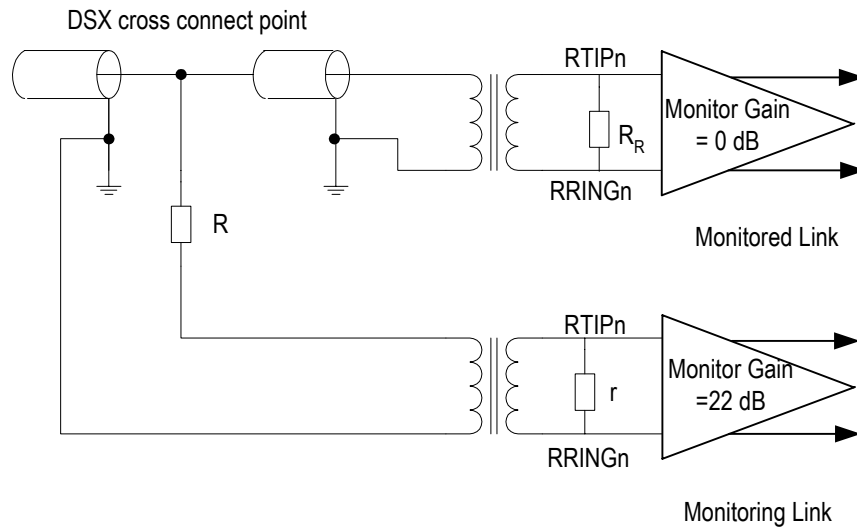 DSX cross connect point
RTIPn
Monitor Gain
= 0 dB
R_R
RRINGn
Monitored Link
R
RTIPn
Monitor Gain
=22 dB
r
RRINGn
Monitoring Link